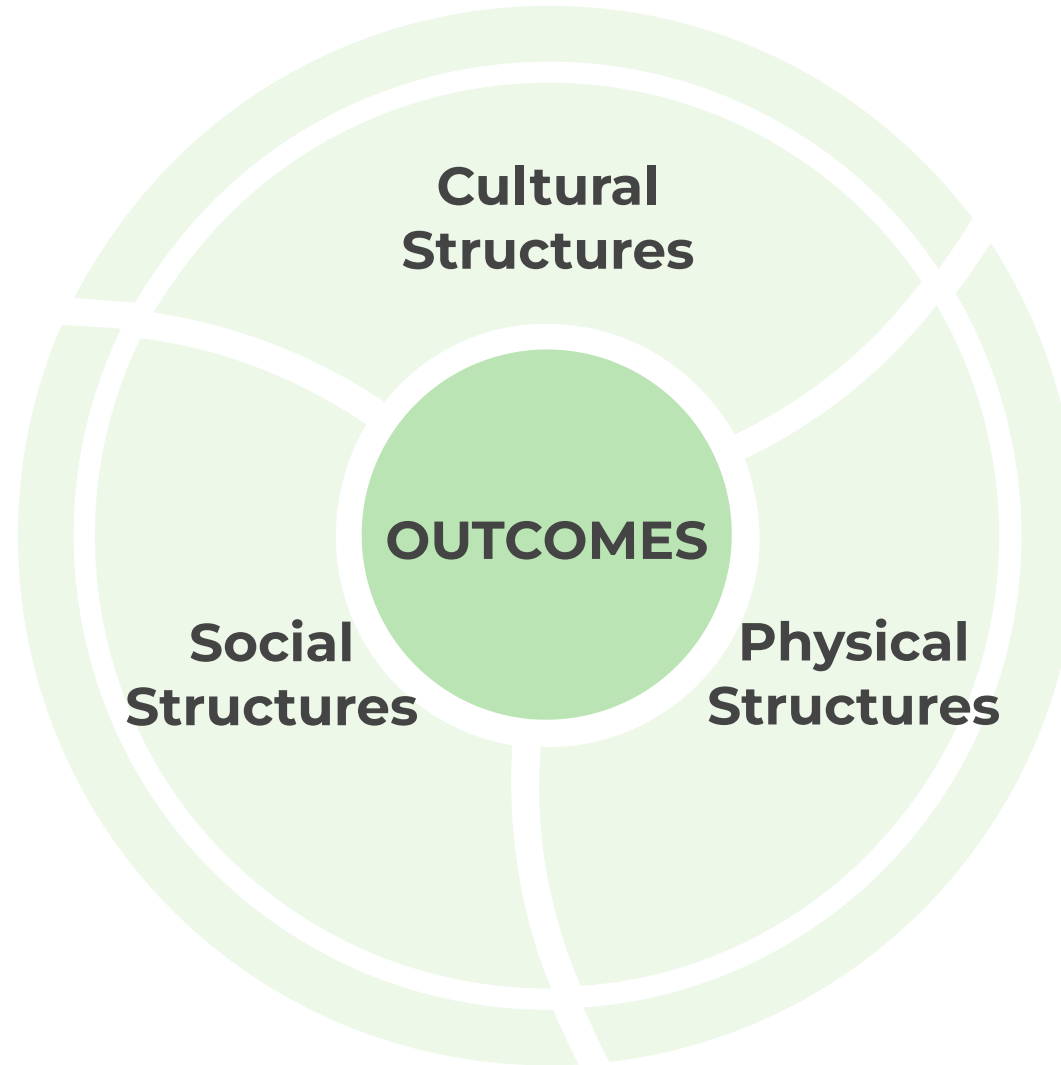 Cultural
Structures
OUTCOMES
Social
Structures
Physical
Structures